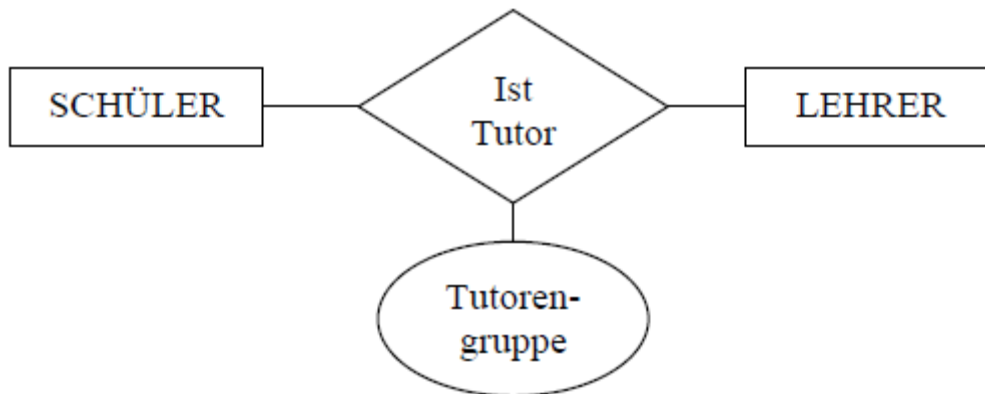 SCHÜLER
Ist
Tutor
LEHRER
Tutoren-
gruppe